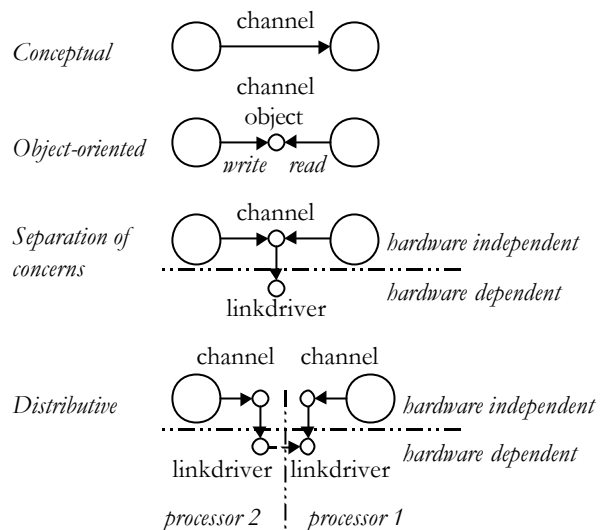 channel
Conceptual
channel
object
Object-oriented
write read
channel
Separation of
concerns
hardware independent
hardware dependent
linkdriver
channel channel
Distributive
hardware independent
hardware dependent
linkdriver linkdriver
processor 2 processor 1